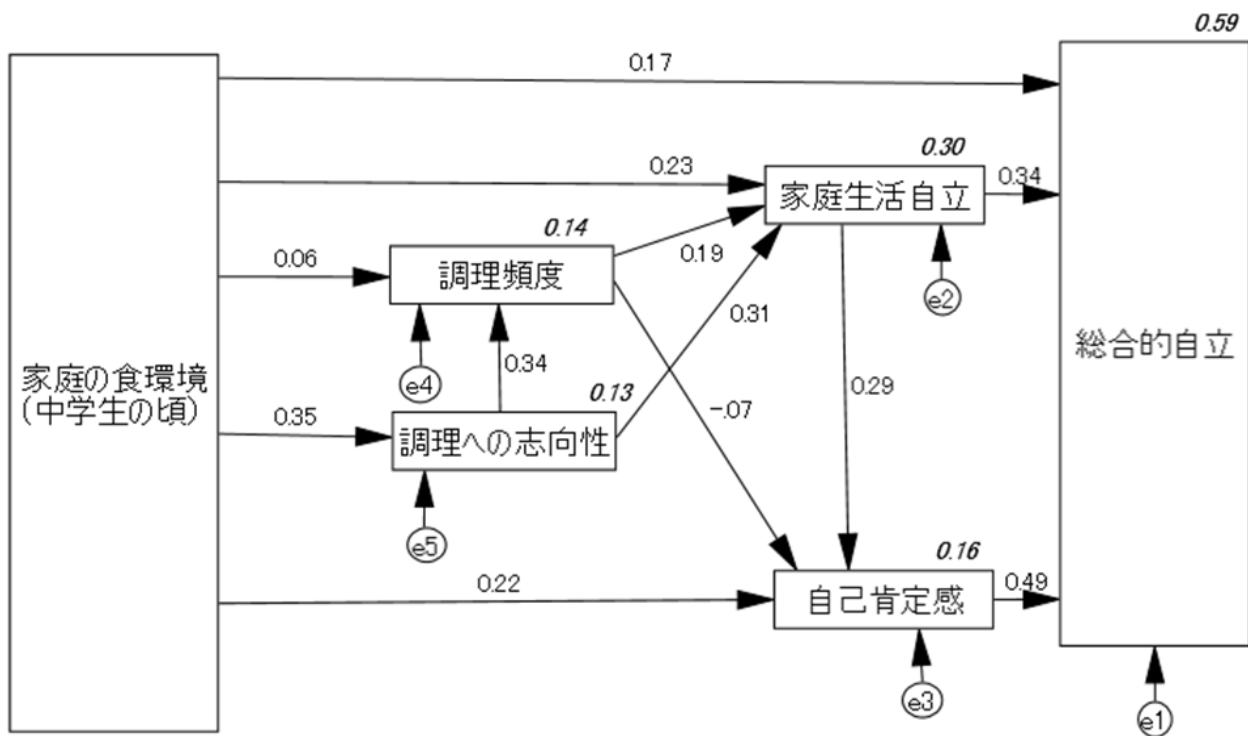 0.59
0.17
0.30
0.23
家庭生活自立
0.34
0.14
0.06
調理頻度
0.19
e2
0.31
総合的自立
家庭の食環境
(中学生の頃)
e4
0.34
0.13
0.29
0.35
調理への志向性
-.07
e5
0.16
0.22
自己肯定感
0.49
e3
e1